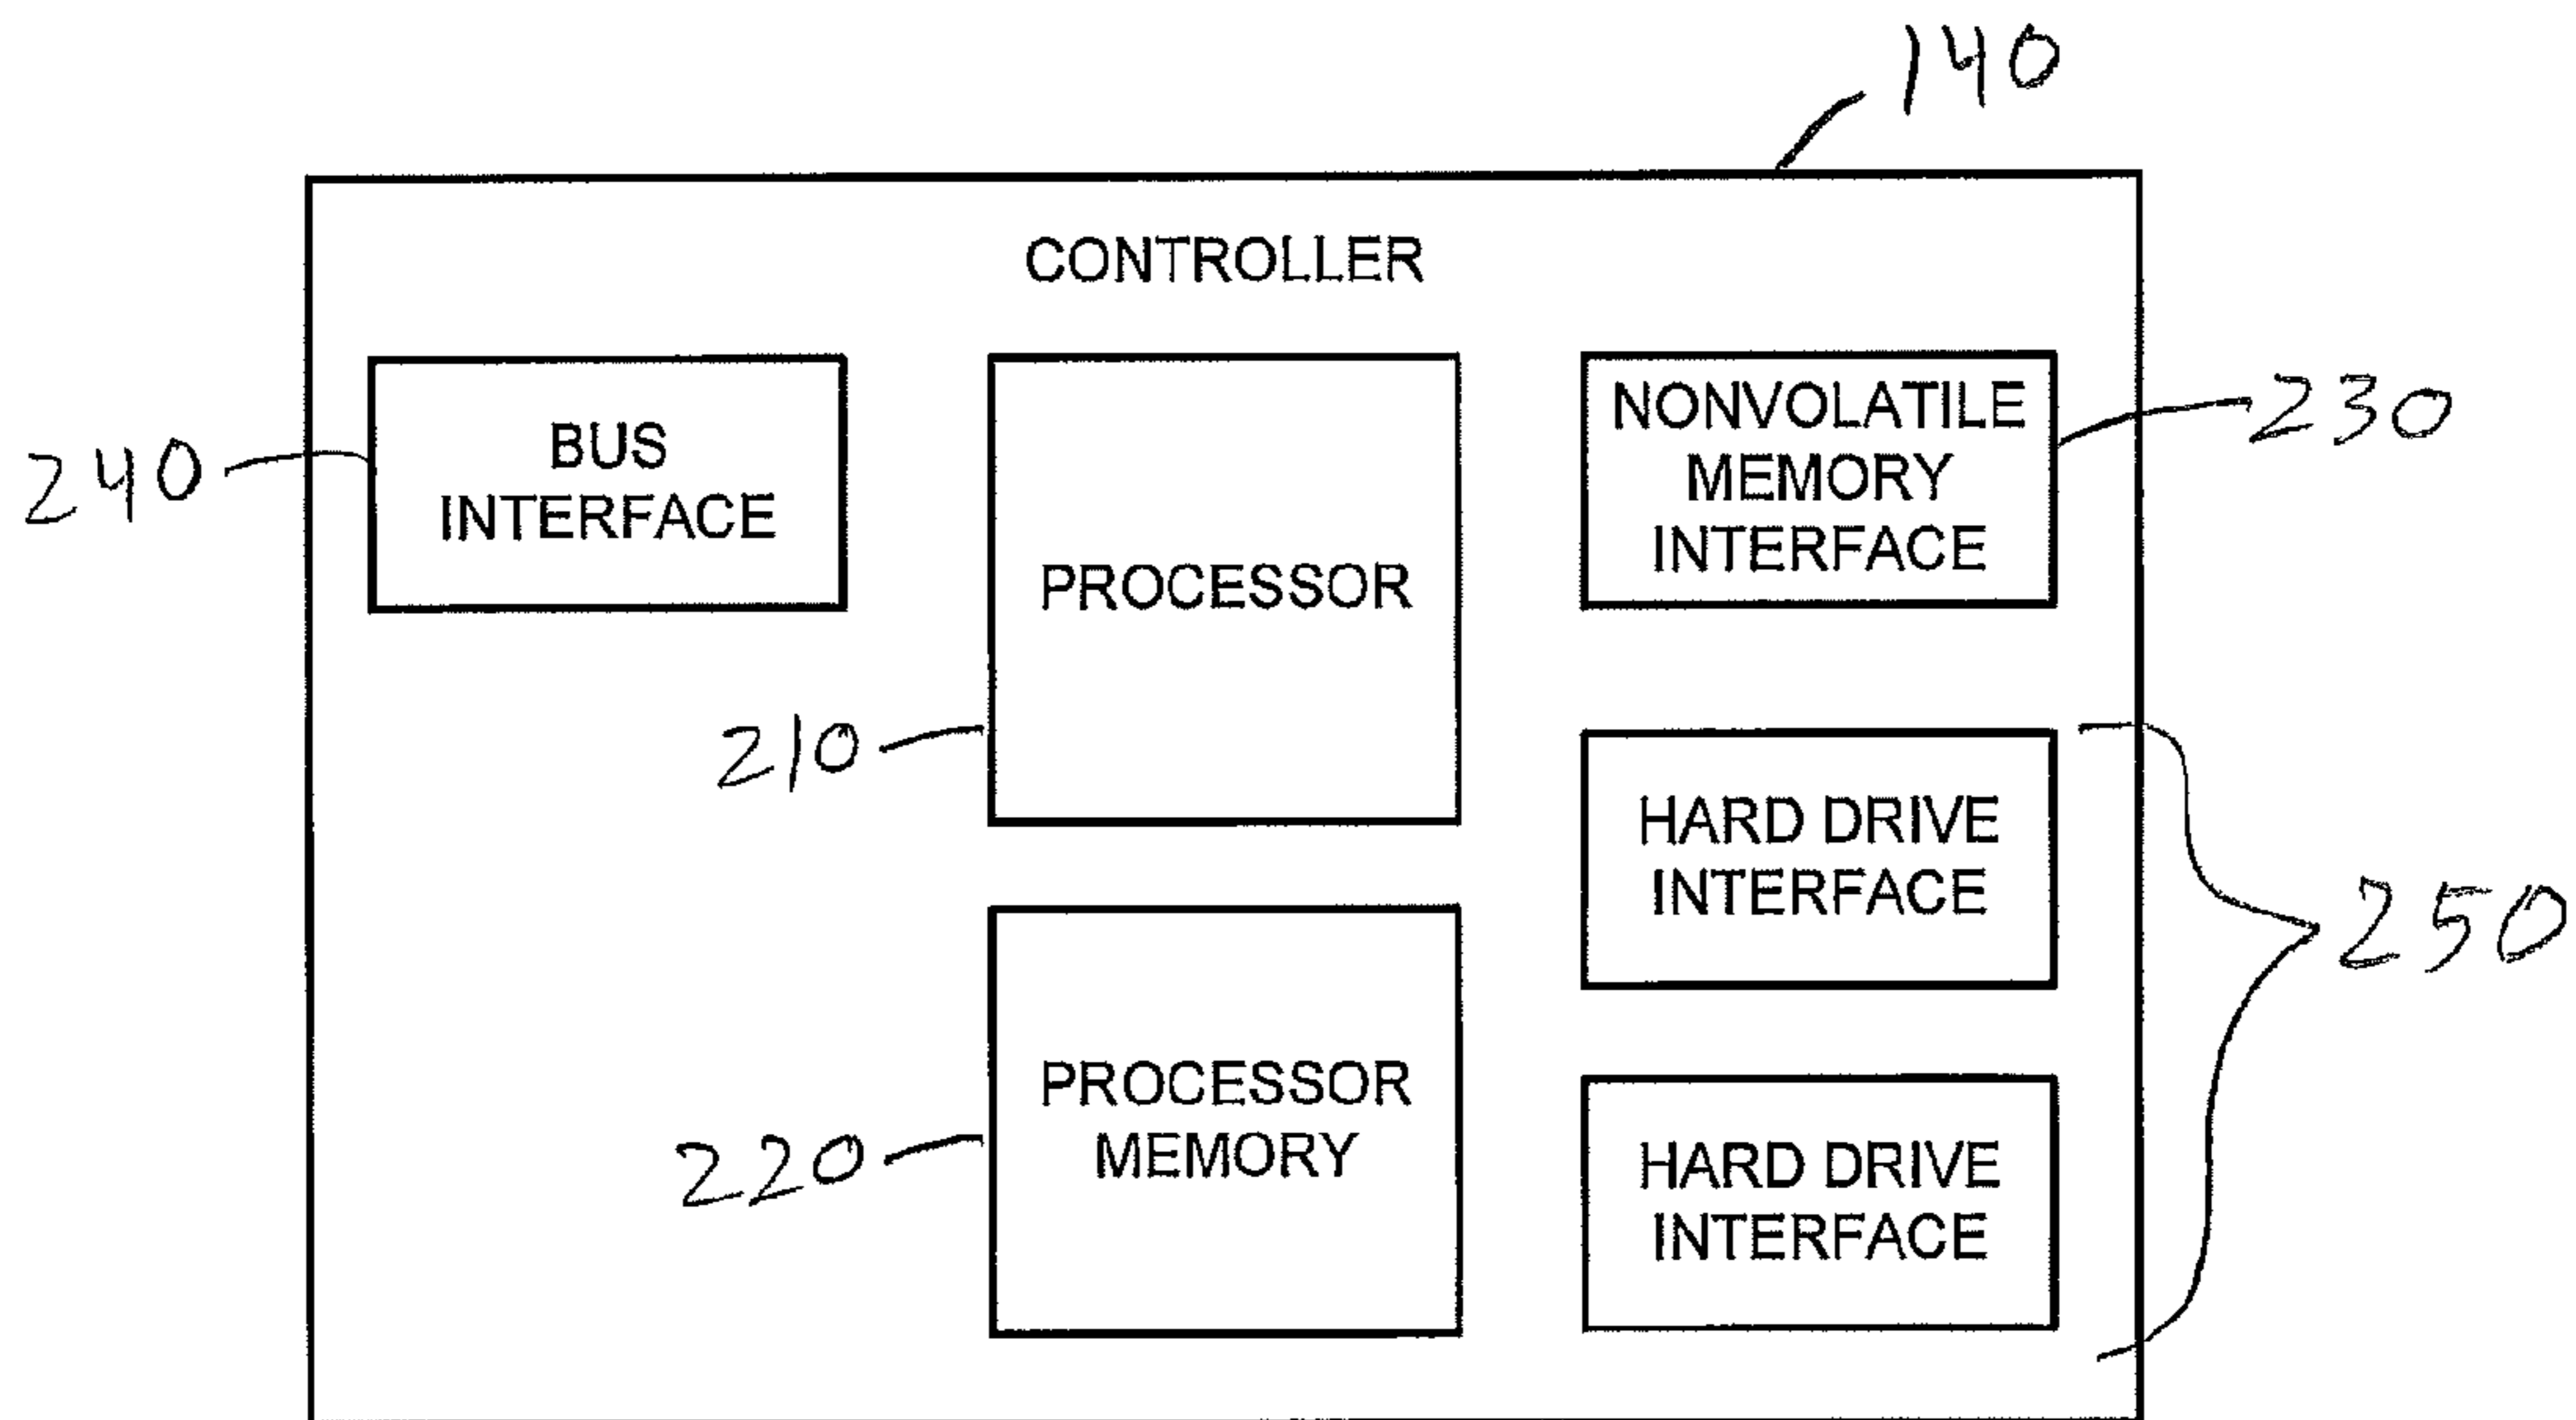 140
CONTROLLER
240
BUS
INTERFACE
PROCESSOR
210
NONVOLATILE
MEMORY
INTERFACE
230
HARD DRIVE
INTERFACE
250
PROCESSOR
MEMORY
220
HARD DRIVE
INTERFACE